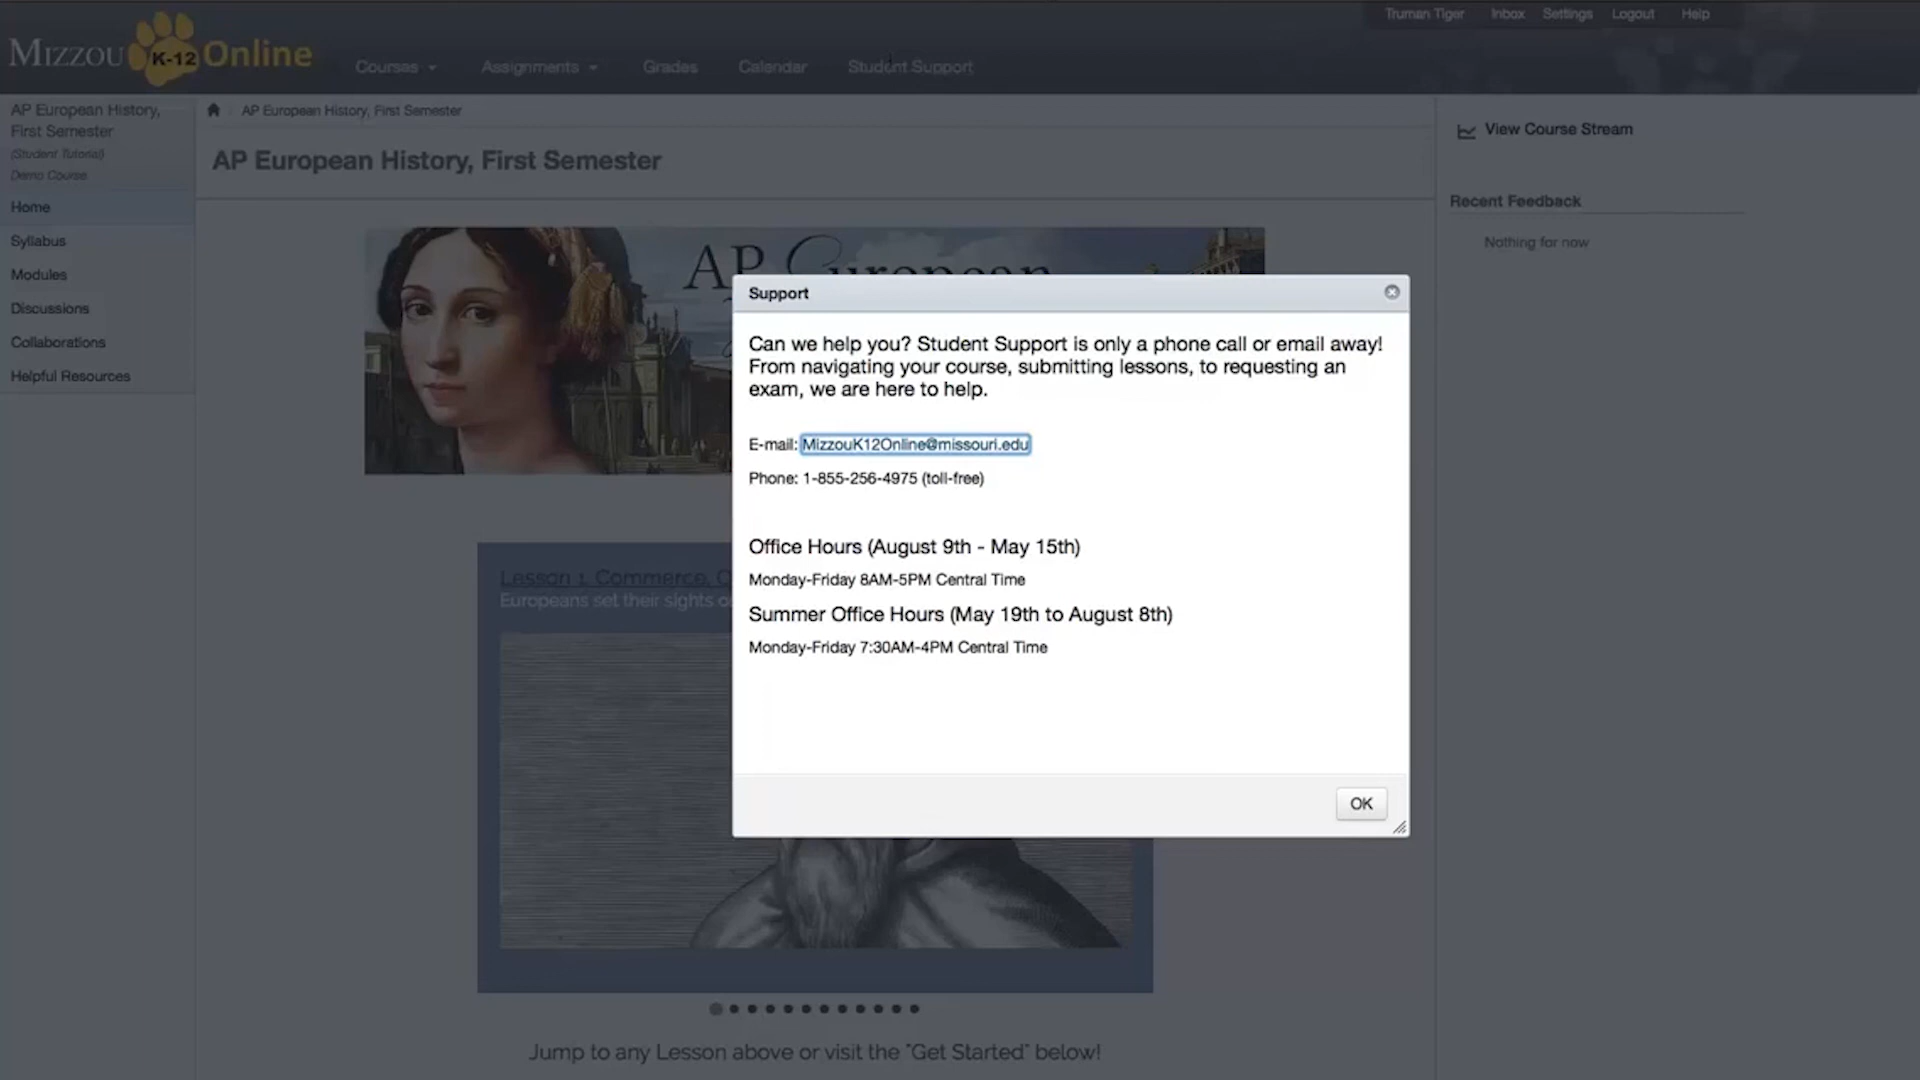 Truman Tiger Inbox Settings Logout Help
MIZZOU K-12 Online
Courses Assignments Grades Calendar Student Support
AP European History,
First Semester
(Student Tutorial)
Demo Course
Home
Syllabus
Modules
Discussions
Collaborations
Helpful Resources
AP European History, First Semester
AP European History, First Semester
AP European
View Course Stream
Recent Feedback
Nothing for now
Support
Can we help you? Student Support is only a phone call or email away!
From navigating your course, submitting lessons, to requesting an
exam, we are here to help.
E-mail: MizzouK12Online@missouri.edu
Phone: 1-855-256-4975 (toll-free)
Office Hours (August 9th - May 15th)
Monday-Friday 8AM-5PM Central Time
Summer Office Hours (May 19th to August 8th)
Monday-Friday 7:30AM-4PM Central Time
OK
Lesson 1. Commerce,
Europeans set their sights
Jump to any Lesson above or visit the "Get Started" below!